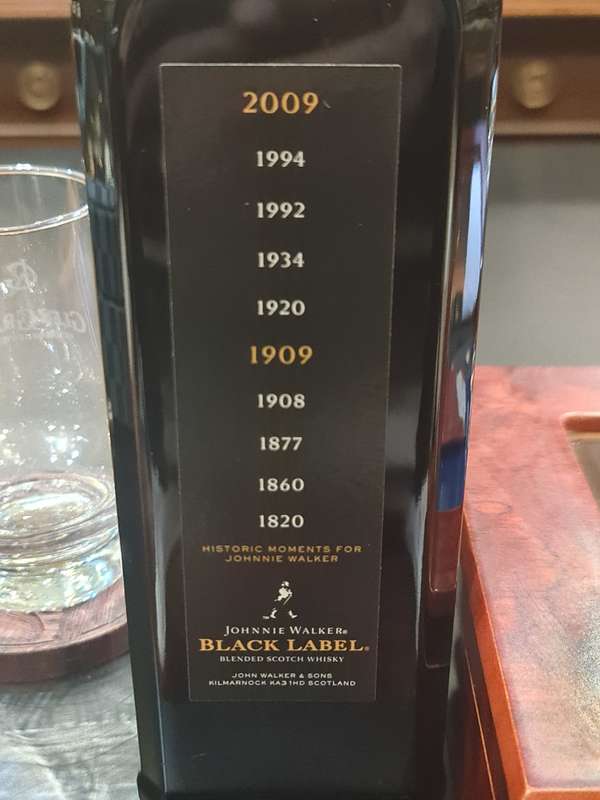 2009
1994
1992
1934
1920
1909
1908
1877
1860
1820
HISTORIC MOMENTS FOR
JOHNNIE WALKER
JOHNNIE WALKER®
BLACK LABEL®
BLENDED SCOTCH WHISKY
JOHN WALKER & SONS
KILMARNOCK KA3 1HD SCOTLAND